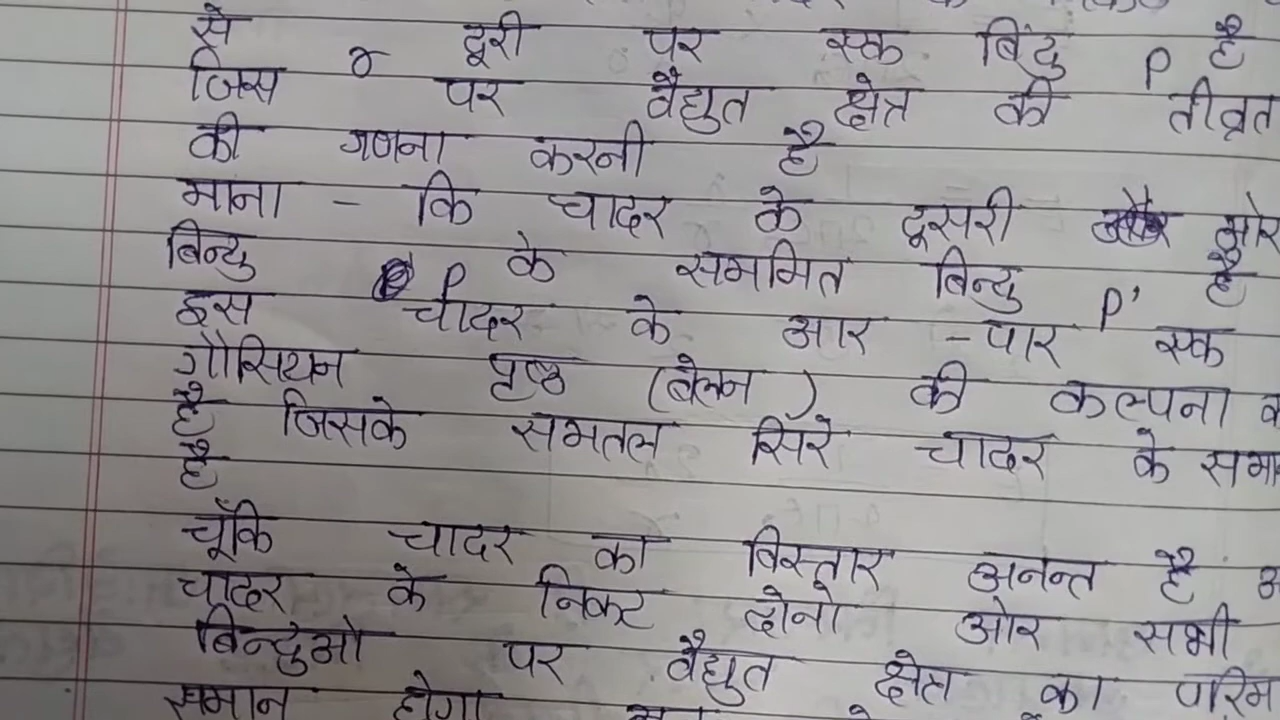 से r दूरी पर एक बिंदु P है
जिस पर वैद्युत क्षेत्र की तीव्रत
की गणना करनी है
माना - कि चादर के दूसरी ओर
बिन्दु P के सममित बिन्दु P' है
इस चादर के आर - पार एक
गौसियन पृष्ठ (बेलन) की कल्पना क
है जिसके समतल सिरे चादर के समा
है
चूँकि चादर का विस्तार अनन्त है अ
चादर के निकट दोनो ओर सभी
बिन्दुओ पर वैद्युत क्षेत्र का परिम
समान होगा